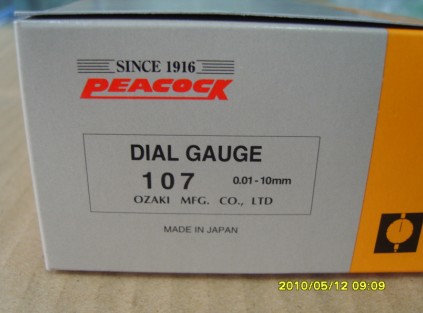 SINCE 1916
PEACOCK
DIAL GAUGE
107 0.01-10mm
OZAKI MFG. CO., LTD
MADE IN JAPAN
2010/05/12 09:09